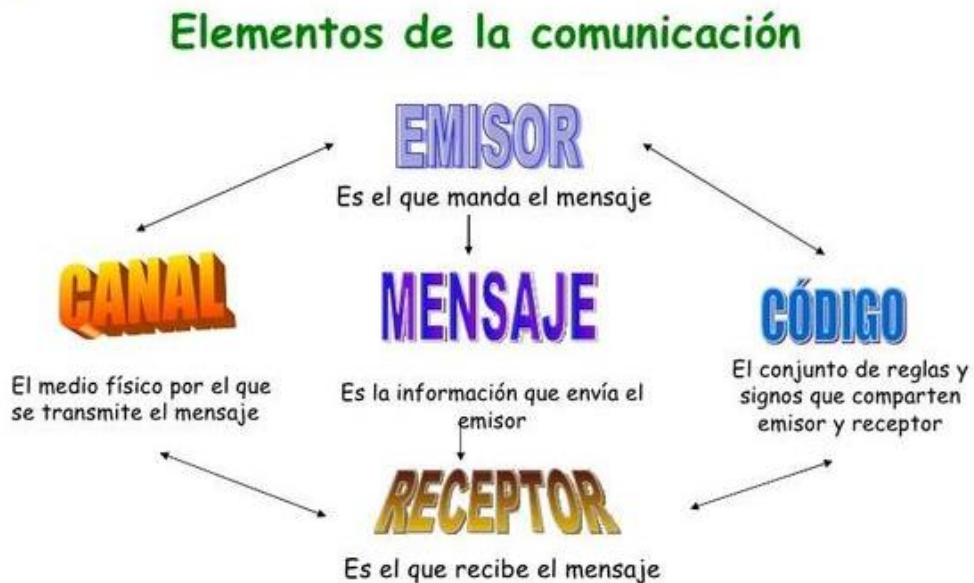 Elementos de la comunicación
EMISOR
Es el que manda el mensaje
CANAL
El medio físico por el que
se transmite el mensaje
MENSAJE
Es la información que envía el
emisor
CÓDIGO
El conjunto de reglas y
signos que comparten
emisor y receptor
RECEPTOR
Es el que recibe el mensaje